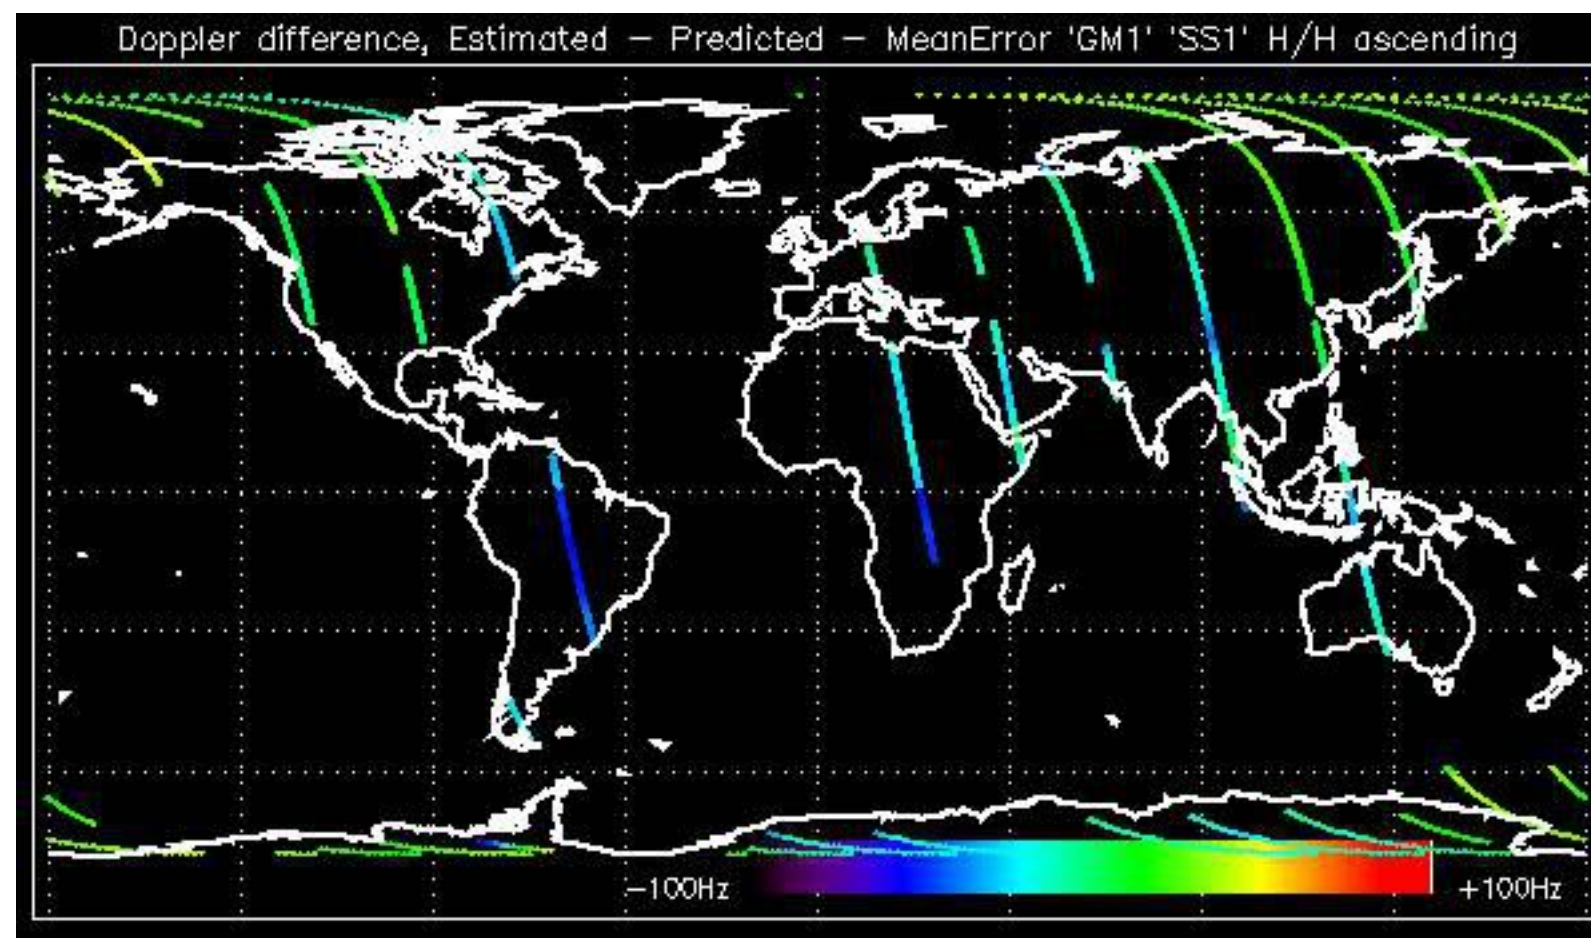 Doppler difference, Estimated - Predicted - MeanError 'GM1' 'SS1' H/H ascending
-100Hz
+100Hz